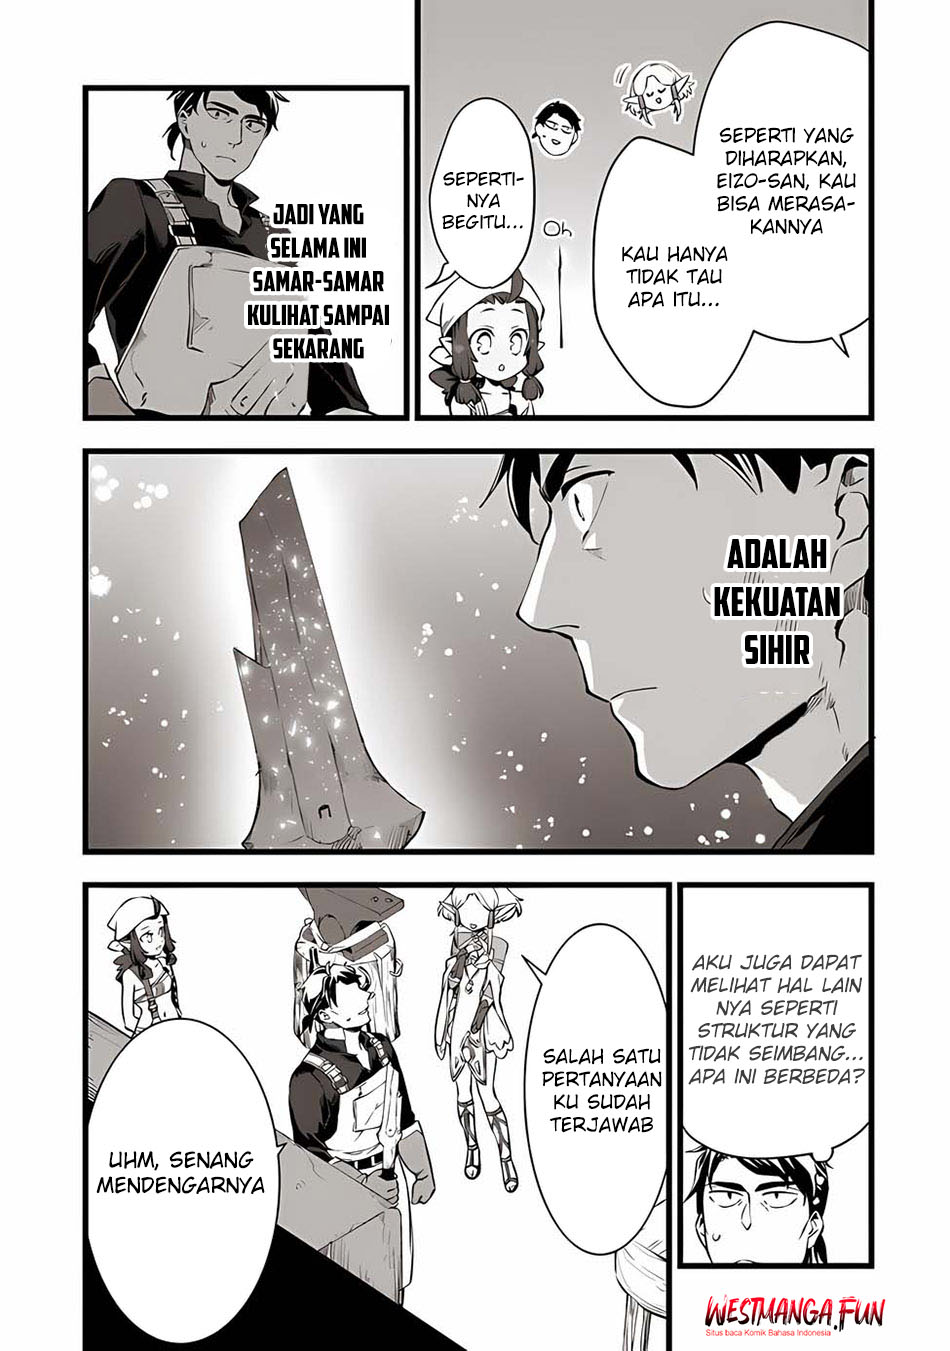 SEPERTI YANG
DIHARAPKAN,
EIZO-SAN, KAU
BISA MERASA-
KANNYA
KAU HANYA
TIDAK TAU
APA ITU...
SEPERTI-
NYA
BEGITU...
Oh
JADI YANG
SELAMA INI
SAMAR-SAMAR
KULIHAT SAMPAI
SEKARANG
ADALAH
KEKUATAN
SIHIR
AKU JUGA DAPAT
MELIHAT HAL LAIN
NYA SEPERTI
STRUKTUR YANG
TIDAK SEIMBANG...
APA INI BERBEDA?
SALAH SATU
PERTANYAAN
KU SUDAH
TERJAWAB
UHM, SENANG
MENDENGARNYA
WESTMANGA.FUN
Situs baca Komik Bahasa Indonesia